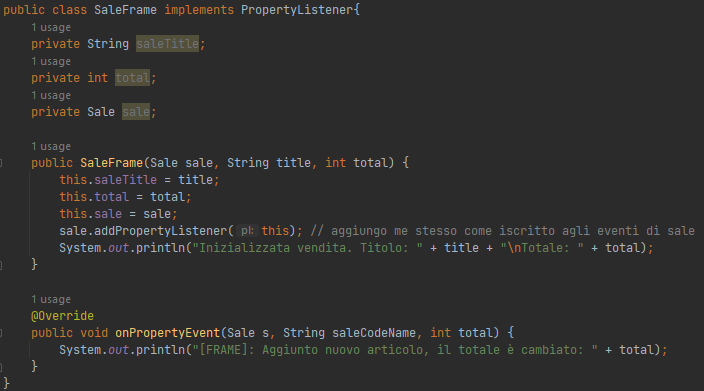 public class SaleFrame implements PropertyListener{
1 usage
private String saleTitle;
1 usage
private int total;
1 usage
private Sale sale;
1 usage
public SaleFrame(Sale sale, String title, int total) {
this.saleTitle = title;
this.total = total;
this.sale = sale;
sale.addPropertyListener( pl: this); // aggiungo me stesso come iscritto agli eventi di sale
System.out.println("Inizializzata vendita. Titolo: " + title + "\nTotale: " + total);
}
1 usage
@Override
public void onPropertyEvent(Sale s, String saleCodeName, int total) {
System.out.println("[FRAME]: Aggiunto nuovo articolo, il totale è cambiato: " + total);
}
}